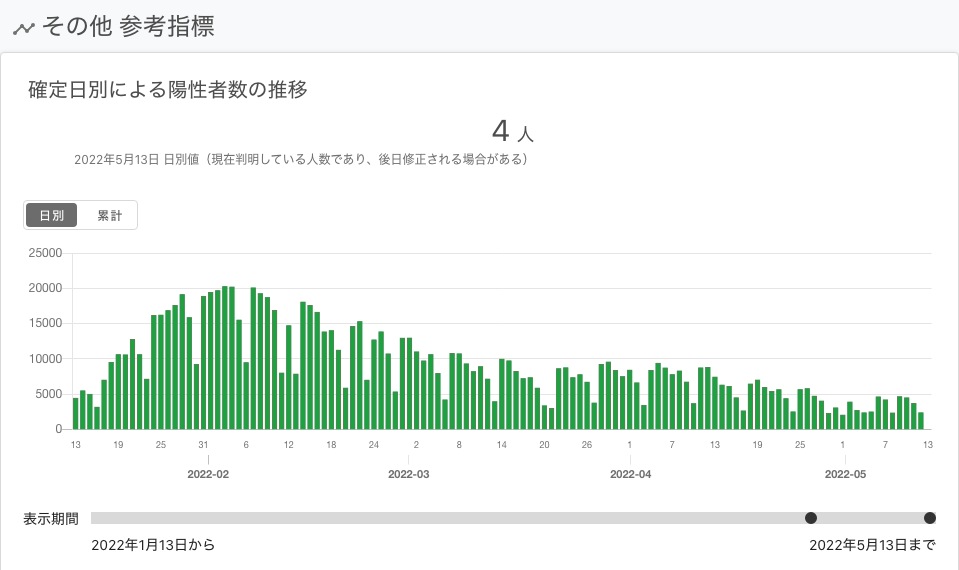 その他 参考指標
確定日別による陽性者数の推移
4 人
2022年5月13日 日別値（現在判明している人数であり、後日修正される場合がある）
日別 累計
25000
20000
15000
10000
5000
0
13 19 25 31 6 12 18 24 2 8 14 20 26 1 7 13 19 25 1 7 13
2022-02 2022-03 2022-04 2022-05
表示期間
2022年1月13日から 2022年5月13日まで